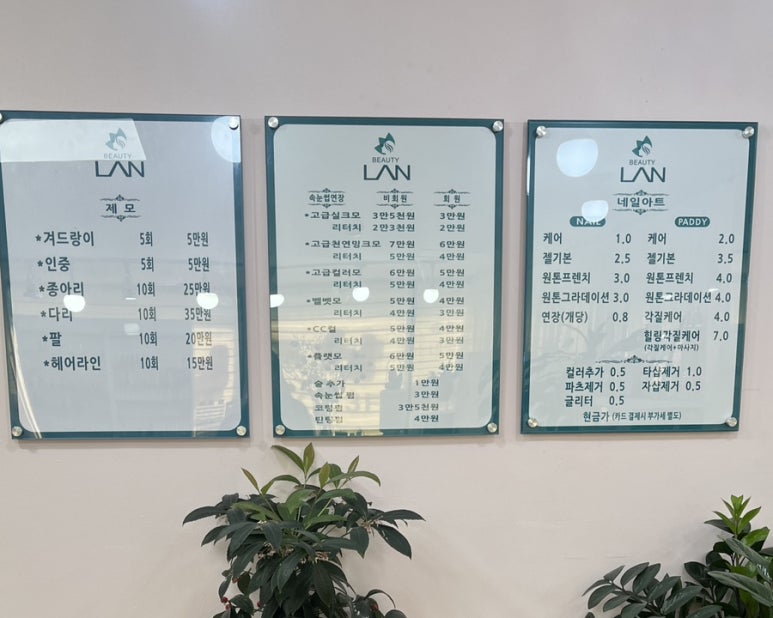 BEAUTY
LAN
제 모
*겨드랑이 5회 5만원
*인중 5회 5만원
*종아리 10회 25만원
*다리 10회 35만원
*팔 10회 20만원
*헤어라인 10회 15만원
BEAUTY
LAN
속눈썹연장 비회원 회 원
*고급실크모 3만5천원 3만원
리터치 2만3천원 2만원
*고급천연밍크모 7만원 6만원
리터치 5만원 4만원
*고급컬러모 6만원 5만원
리터치 5만원 4만원
*벨벳모 5만원 4만원
리터치 4만원 3만원
*CC컬 5만원 4만원
리터치 4만원 3만원
*플랫모 6만원 5만원
리터치 5만원 4만원
숱 추가 1만원
속눈썹 펌 3만원
3만5천원
4만원
BEAUTY
LAN
네일아트
NAIL PADDY
케어 1.0 케어 2.0
젤기본 2.5 젤기본 3.5
원톤프렌치 3.0 원톤프렌치 4.0
원톤그라데이션 3.0 원톤그라데이션 4.0
연장(개당) 0.8 각질케어 4.0
힐링각질케어 7.0
(각질케어+마사지)
컬러추가 0.5 타샵제거 1.0
파츠제거 0.5 자샵제거 0.5
글리터 0.5
현금가 (카드 결제시 부가세 별도)